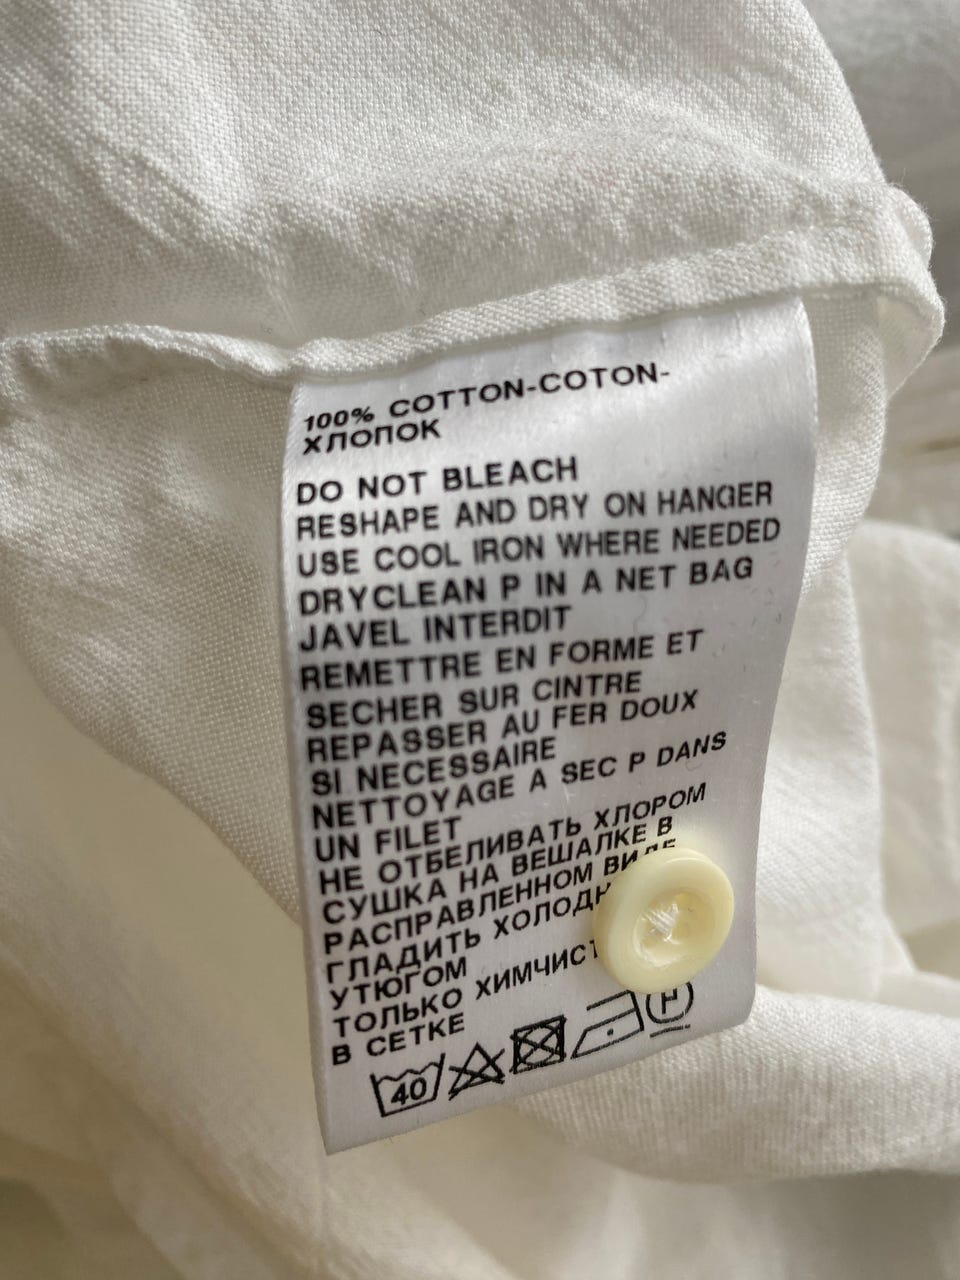 100% COTTON-COTON-
ХЛОПОК
DO NOT BLEACH
RESHAPE AND DRY ON HANGER
USE COOL IRON WHERE NEEDED
DRYCLEAN P IN A NET BAG
JAVEL INTERDIT
REMETTRE EN FORME ET
SECHER SUR CINTRE
REPASSER AU FER DOUX
SI NECESSAIRE
NETTOYAGE A SEC P DANS
UN FILET
НЕ ОТБЕЛИВАТЬ ХЛОРОМ
СУШКА НА ВЕШАЛКЕ В
РАСПРАВЛЕННОМ
ГЛАДИТЬ
УТЮГОМ
ТОЛЬКО
В СЕТКЕ
40